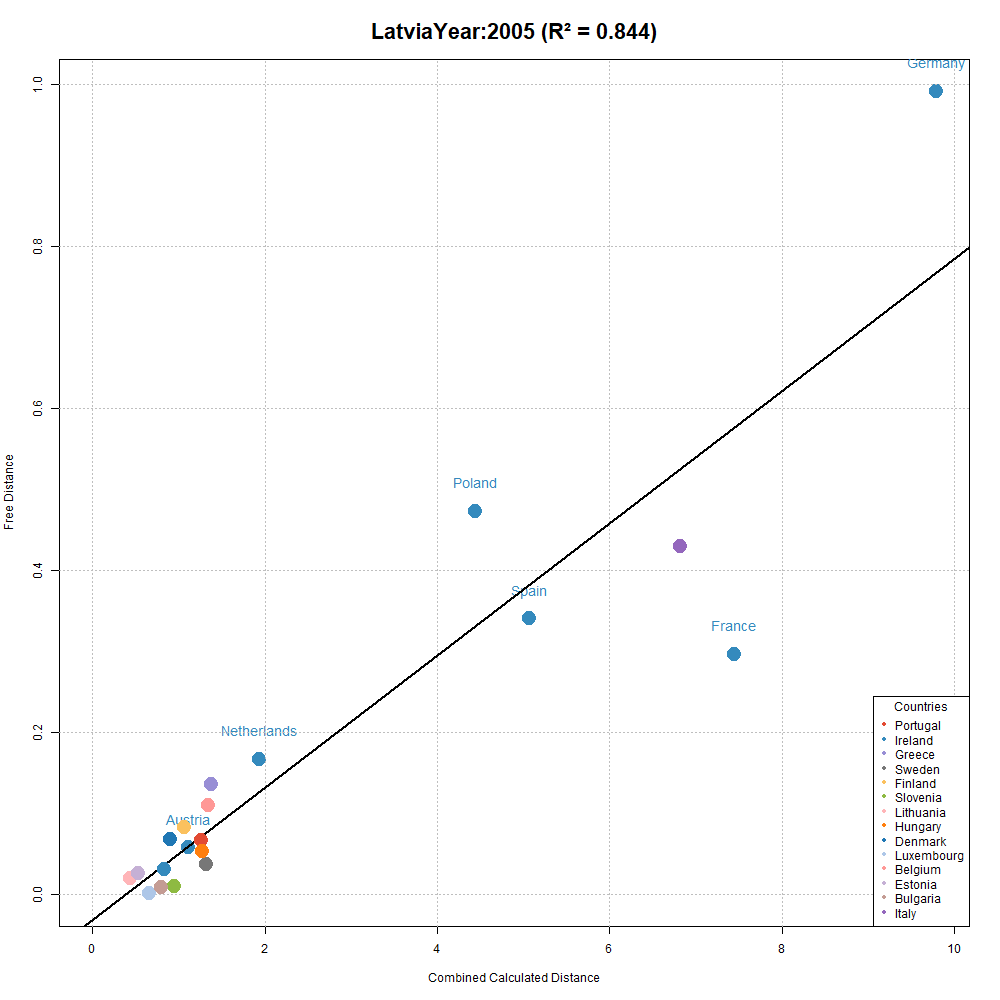 LatviaYear:2005 (R² = 0.844)
Germany
1.0
0.8
0.6
Poland
Free Distance
0.4
Spain
France
0.2
Netherlands
Austria
0.0
Countries
Portugal
Ireland
Greece
Sweden
Finland
Slovenia
Lithuania
Hungary
Denmark
Luxembourg
Belgium
Estonia
Bulgaria
Italy
0 2 4 6 8 10
Combined Calculated Distance